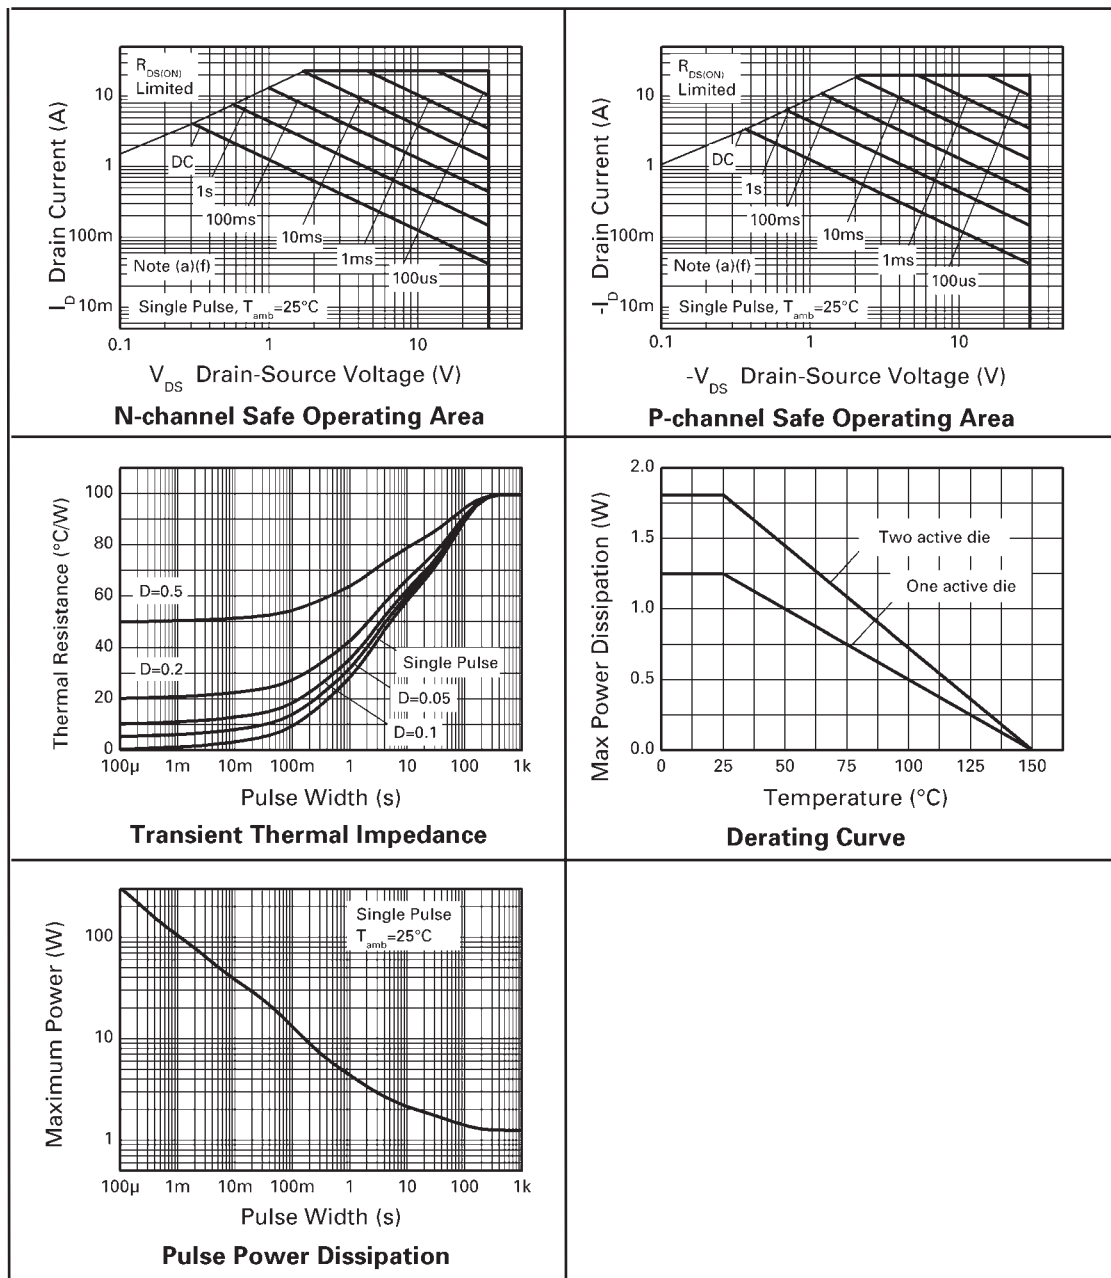 R DS(ON)
Limited
10
1
100m
10m
DC
1s
100ms
10ms
1ms
100us
Note (a)(f)
Single Pulse, Tamb=25°C
0.1
1
10
ID Drain Current (A)
VDS Drain-Source Voltage (V)
N-channel Safe Operating Area
R DS(ON)
Limited
10
1
100m
10m
DC
1s
100ms
10ms
1ms
100us
Note (a)(f)
Single Pulse, Tamb=25°C
0.1
1
10
-ID Drain Current (A)
-VDS Drain-Source Voltage (V)
P-channel Safe Operating Area
100
80
60
40
20
0
D=0.5
D=0.2
Single Pulse
D=0.05
D=0.1
100µ
1m
10m
100m
1
10
100
1k
Thermal Resistance (°C/W)
Pulse Width (s)
Transient Thermal Impedance
2.0
1.5
1.0
0.5
0.0
Two active die
One active die
0
25
50
75
100
125
150
Max Power Dissipation (W)
Temperature (°C)
Derating Curve
100
10
1
Single Pulse
Tamb=25°C
100µ
1m
10m
100m
1
10
100
1k
Maximum Power (W)
Pulse Width (s)
Pulse Power Dissipation